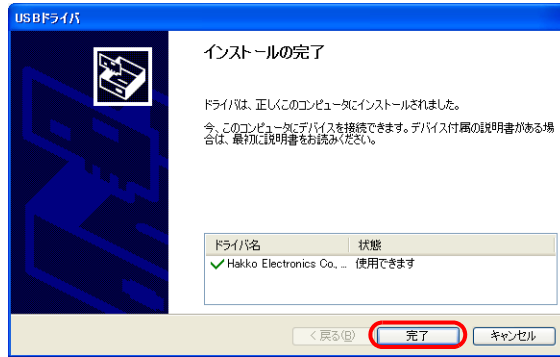 USBドライバ
インストールの完了
ドライバは、正しくこのコンピュータにインストールされました。
今、このコンピュータにデバイスを接続できます。デバイス付属の説明書がある場
合は、最初に説明書をお読みください。
ドライバ名 状態
Hakko Electronics Co., ... 使用できます
< 戻る(B) 完了 キャンセル